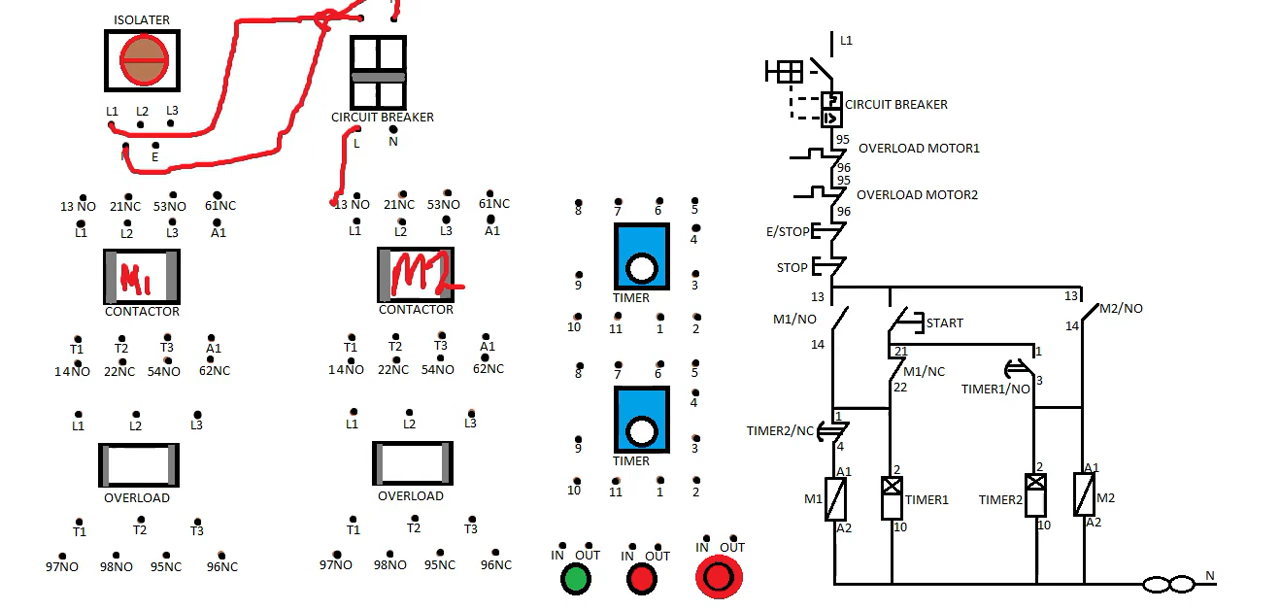 ISOLATER
L1 L2 L3
E
CIRCUIT BREAKER
L N
13 NO 21NC 53NO 61NC
L1 L2 L3 A1
M1
CONTACTOR
T1 T2 T3 A1
14NO 22NC 54NO 62NC
L1 L2 L3
OVERLOAD
T1 T2 T3
97NO 98NO 95NC 96NC
13 NO 21NC 53NO 61NC
L1 L2 L3 A1
M2
CONTACTOR
T1 T2 T3 A1
14NO 22NC 54NO 62NC
L1 L2 L3
OVERLOAD
T1 T2 T3
97NO 98NO 95NC 96NC
8 7 6 5
4
9 3
TIMER
10 11 1 2
8 7 6 5
4
9 3
TIMER
10 11 1 2
IN OUT IN OUT IN OUT
L1
CIRCUIT BREAKER
95
OVERLOAD MOTOR1
96
95
OVERLOAD MOTOR2
96
E/STOP
STOP
13 13
M1/NO START M2/NO
14 14
21 1
M1/NC
22 3
TIMER1/NO
1
TIMER2/NC
4
A1 2 2 A1
M1 TIMER1 TIMER2 M2
A2 10 10 A2
N